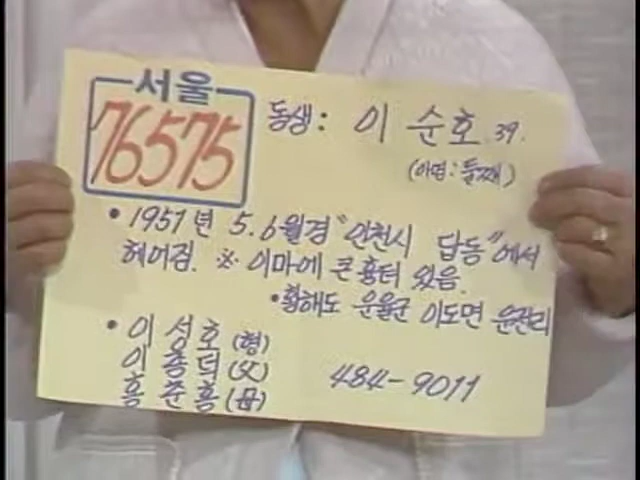 서울
76575
동생: 이 순호 39.
(아명: 둘째)
• 1951년 5.6월경 "인천시 답동"에서
헤어짐. ※ 이마에 큰흉터 있음.
• 황해도 은율군 이도면 운전리
• 이 성호 (형)
이 종덕 (父)
홍 준홍 (母)
484-9011